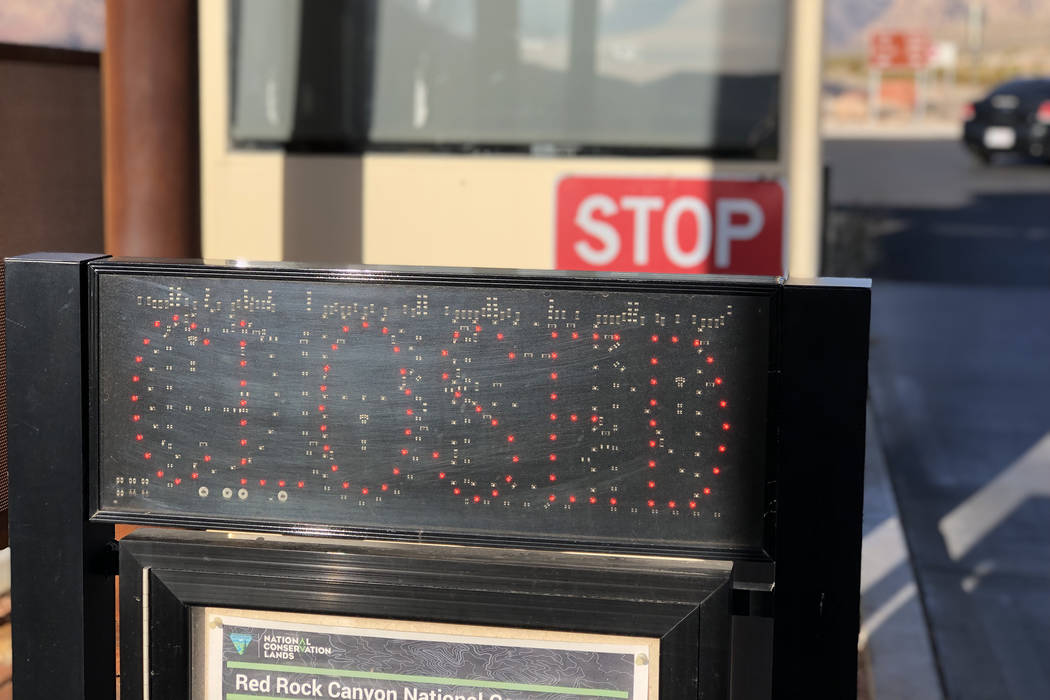 STOP
CLOSED
NATIONAL
CONSERVATION
LANDS
Red Rock Canyon National